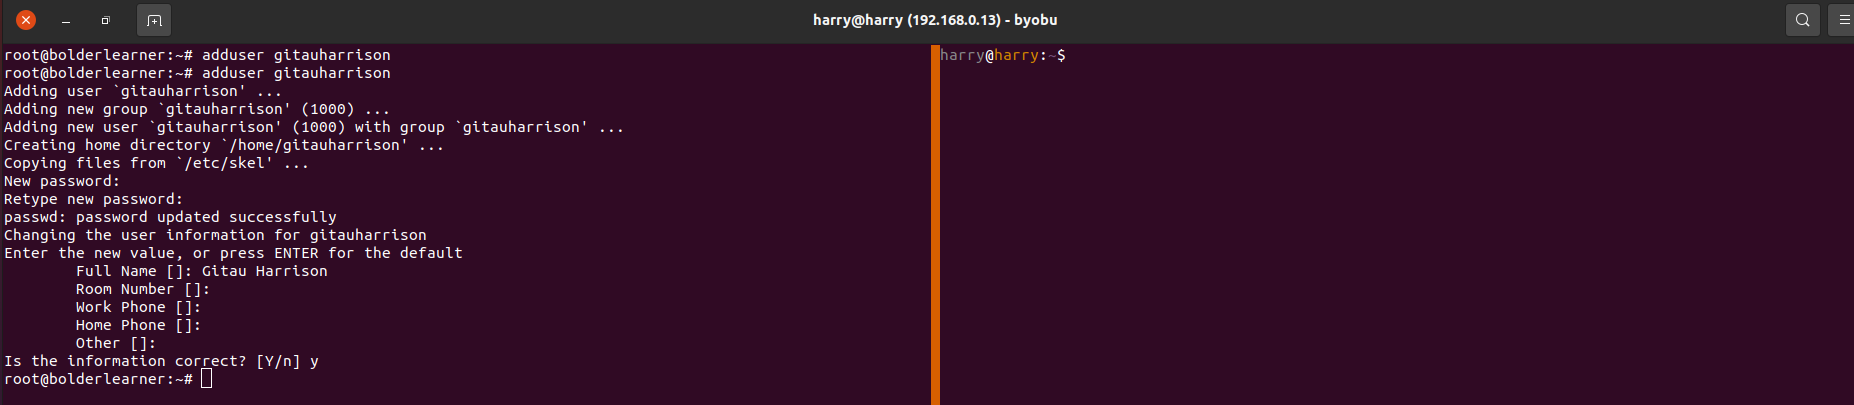 harry@harry (192.168.0.13) - byobu
root@bolderlearner:~# adduser gitauharrison
root@bolderlearner:~# adduser gitauharrison
Adding user `gitauharrison' ...
Adding new group `gitauharrison' (1000) ...
Adding new user `gitauharrison' (1000) with group `gitauharrison' ...
Creating home directory `/home/gitauharrison' ...
Copying files from `/etc/skel' ...
New password:
Retype new password:
passwd: password updated successfully
Changing the user information for gitauharrison
Enter the new value, or press ENTER for the default
Full Name []: Gitau Harrison
Room Number []:
Work Phone []:
Home Phone []:
Other []:
Is the information correct? [Y/n] y
root@bolderlearner:~#
harry@harry:~$